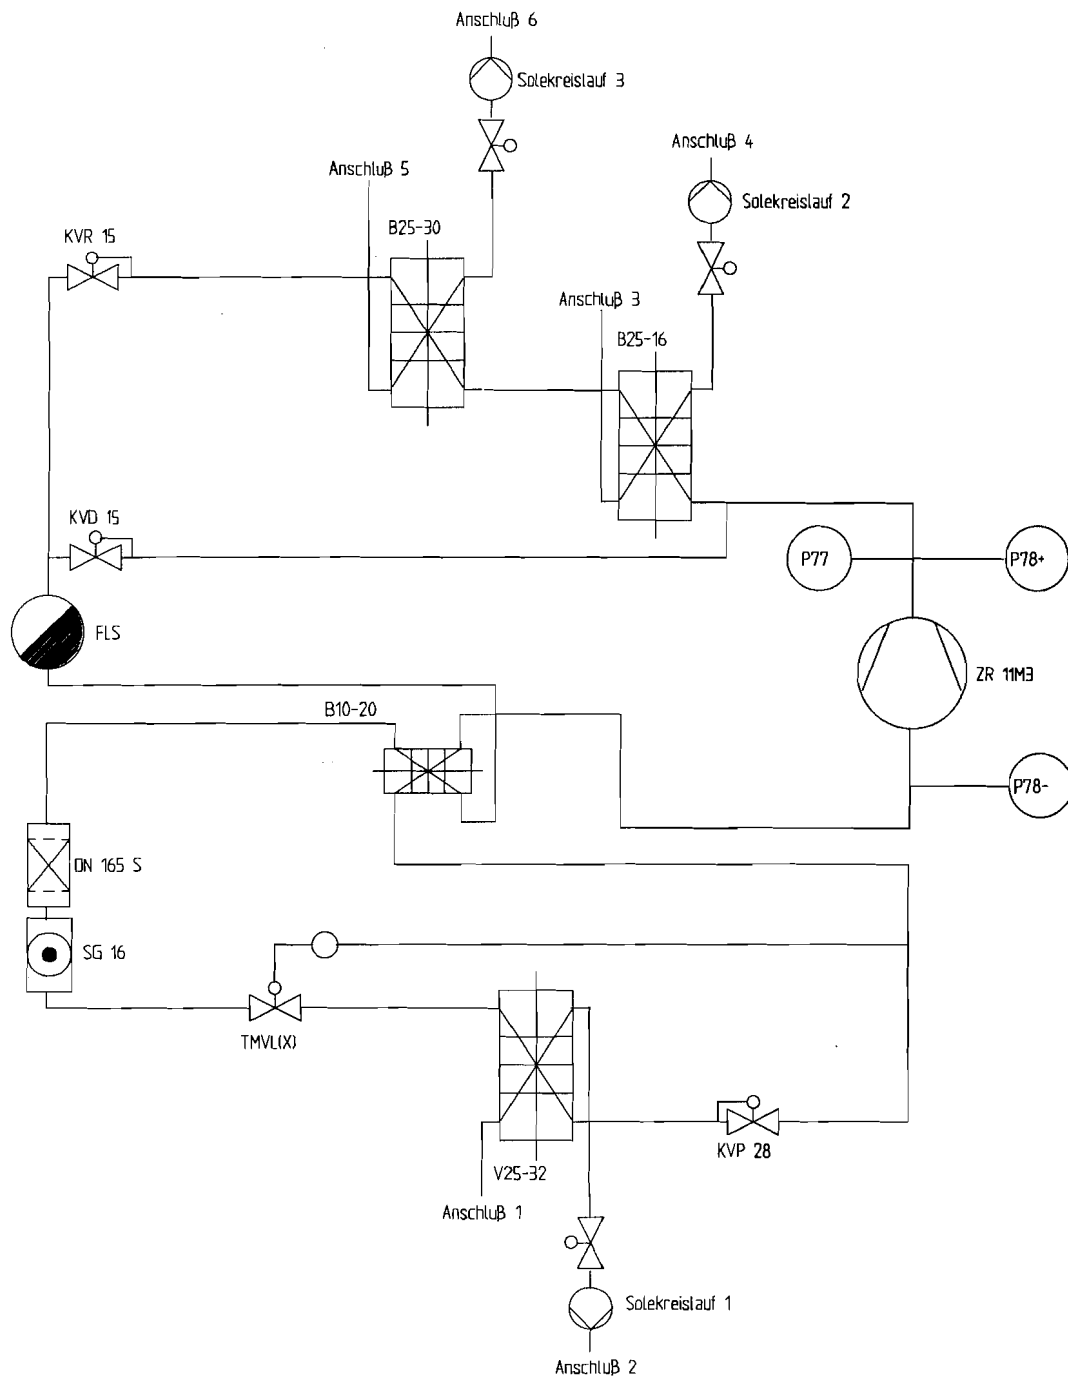 Anschluß 6
Solekreislauf 3
Anschluß 4
Anschluß 5
Solekreislauf 2
B25-30
KVR 15
Anschluß 3
B25-16
KVD 15
P77
P78+
FLS
ZR 11M3
B10-20
P78-
DN 165 S
SG 16
TMVL(X)
KVP 28
V25-32
Anschluß 1
Solekreislauf 1
Anschluß 2